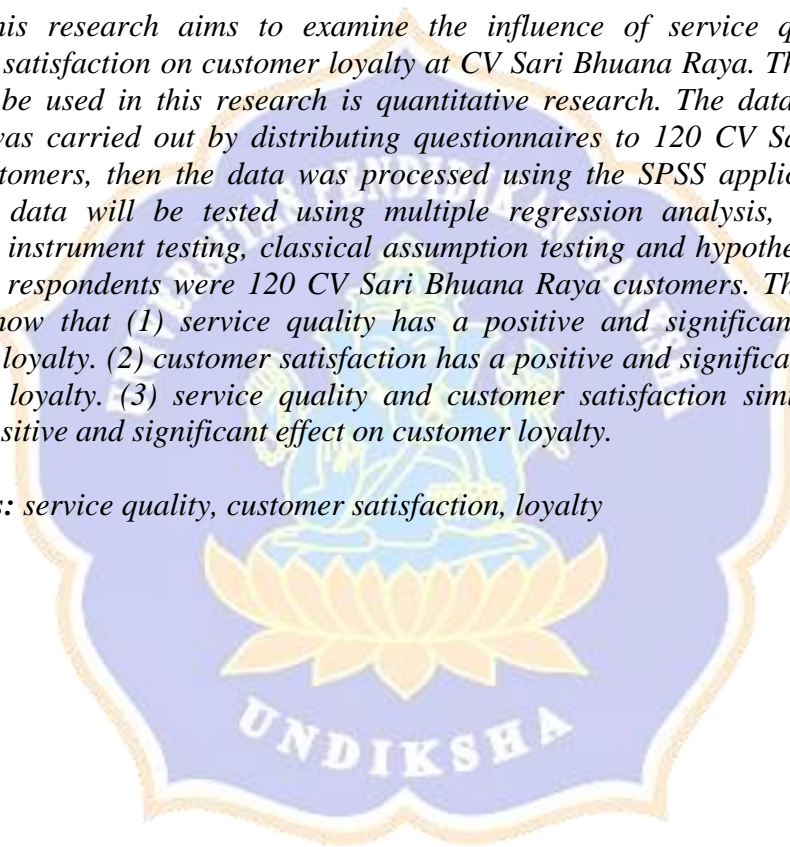 his research aims to examine the influence of service q
satisfaction on customer loyalty at CV Sari Bhuana Raya. Th
be used in this research is quantitative research. The data
was carried out by distributing questionnaires to 120 CV Sa
tomers, then the data was processed using the SPSS applic
data will be tested using multiple regression analysis,
instrument testing, classical assumption testing and hypothe
respondents were 120 CV Sari Bhuana Raya customers. Th
how that (1) service quality has a positive and significan
loyalty. (2) customer satisfaction has a positive and significa
loyalty. (3) service quality and customer satisfaction sim
sitive and significant effect on customer loyalty.
s: service quality, customer satisfaction, loyalty
UNIVERSITAS PENDIDIKAN GANESHA
UNDIKSHA